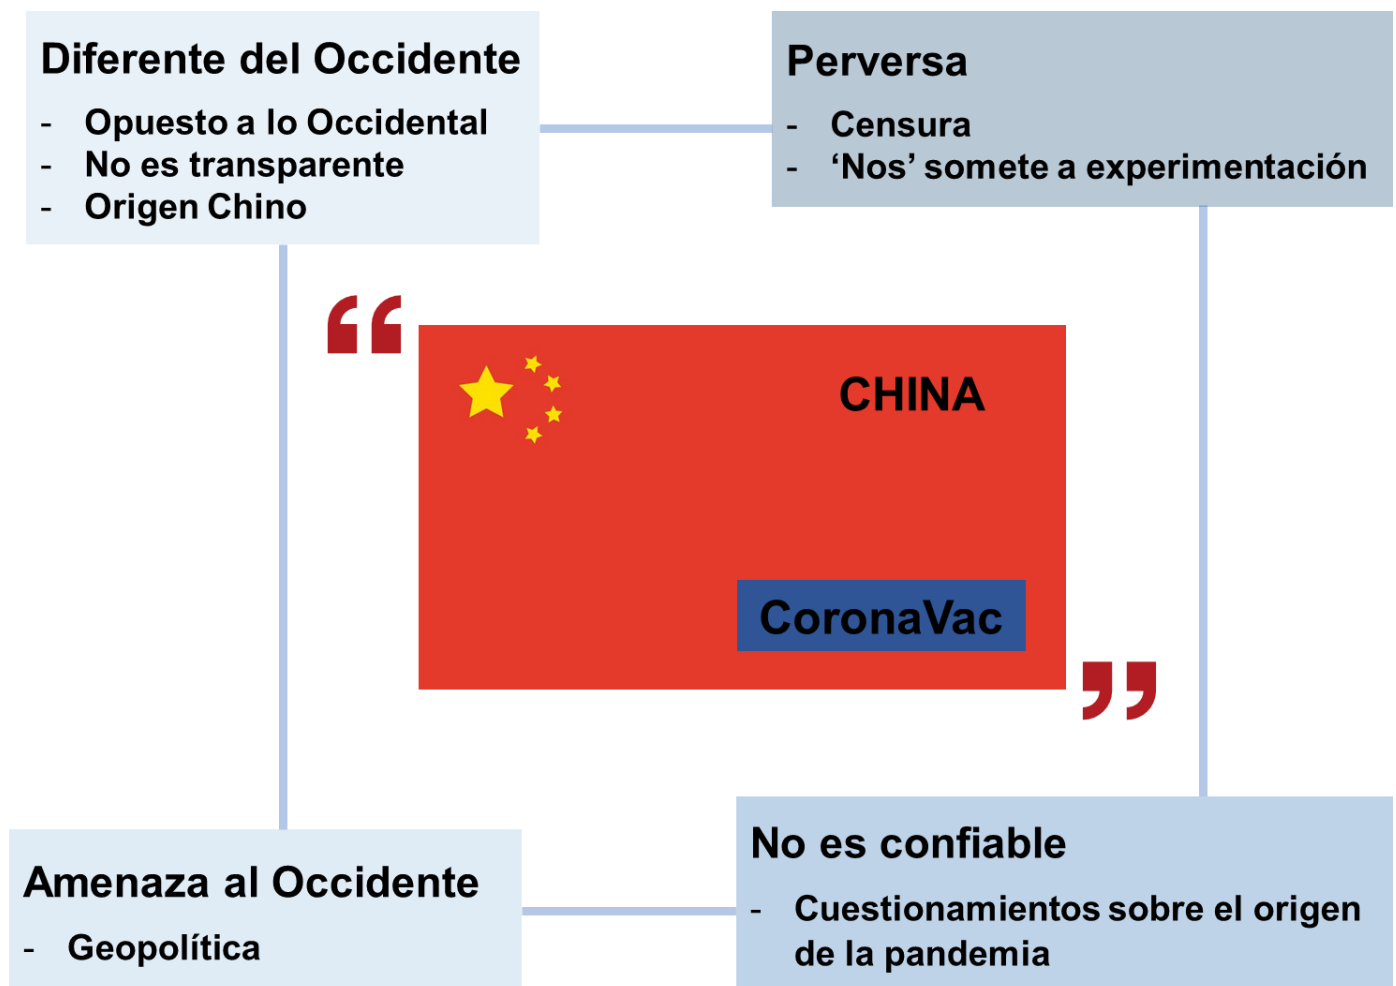 Diferente del Occidente
- Opuesto a lo Occidental
- No es transparente
- Origen Chino
Perversa
- Censura
- ‘Nos’ somete a experimentación
“
CHINA
CoronaVac
”
Amenaza al Occidente
- Geopolítica
No es confiable
- Cuestionamientos sobre el origen
de la pandemia